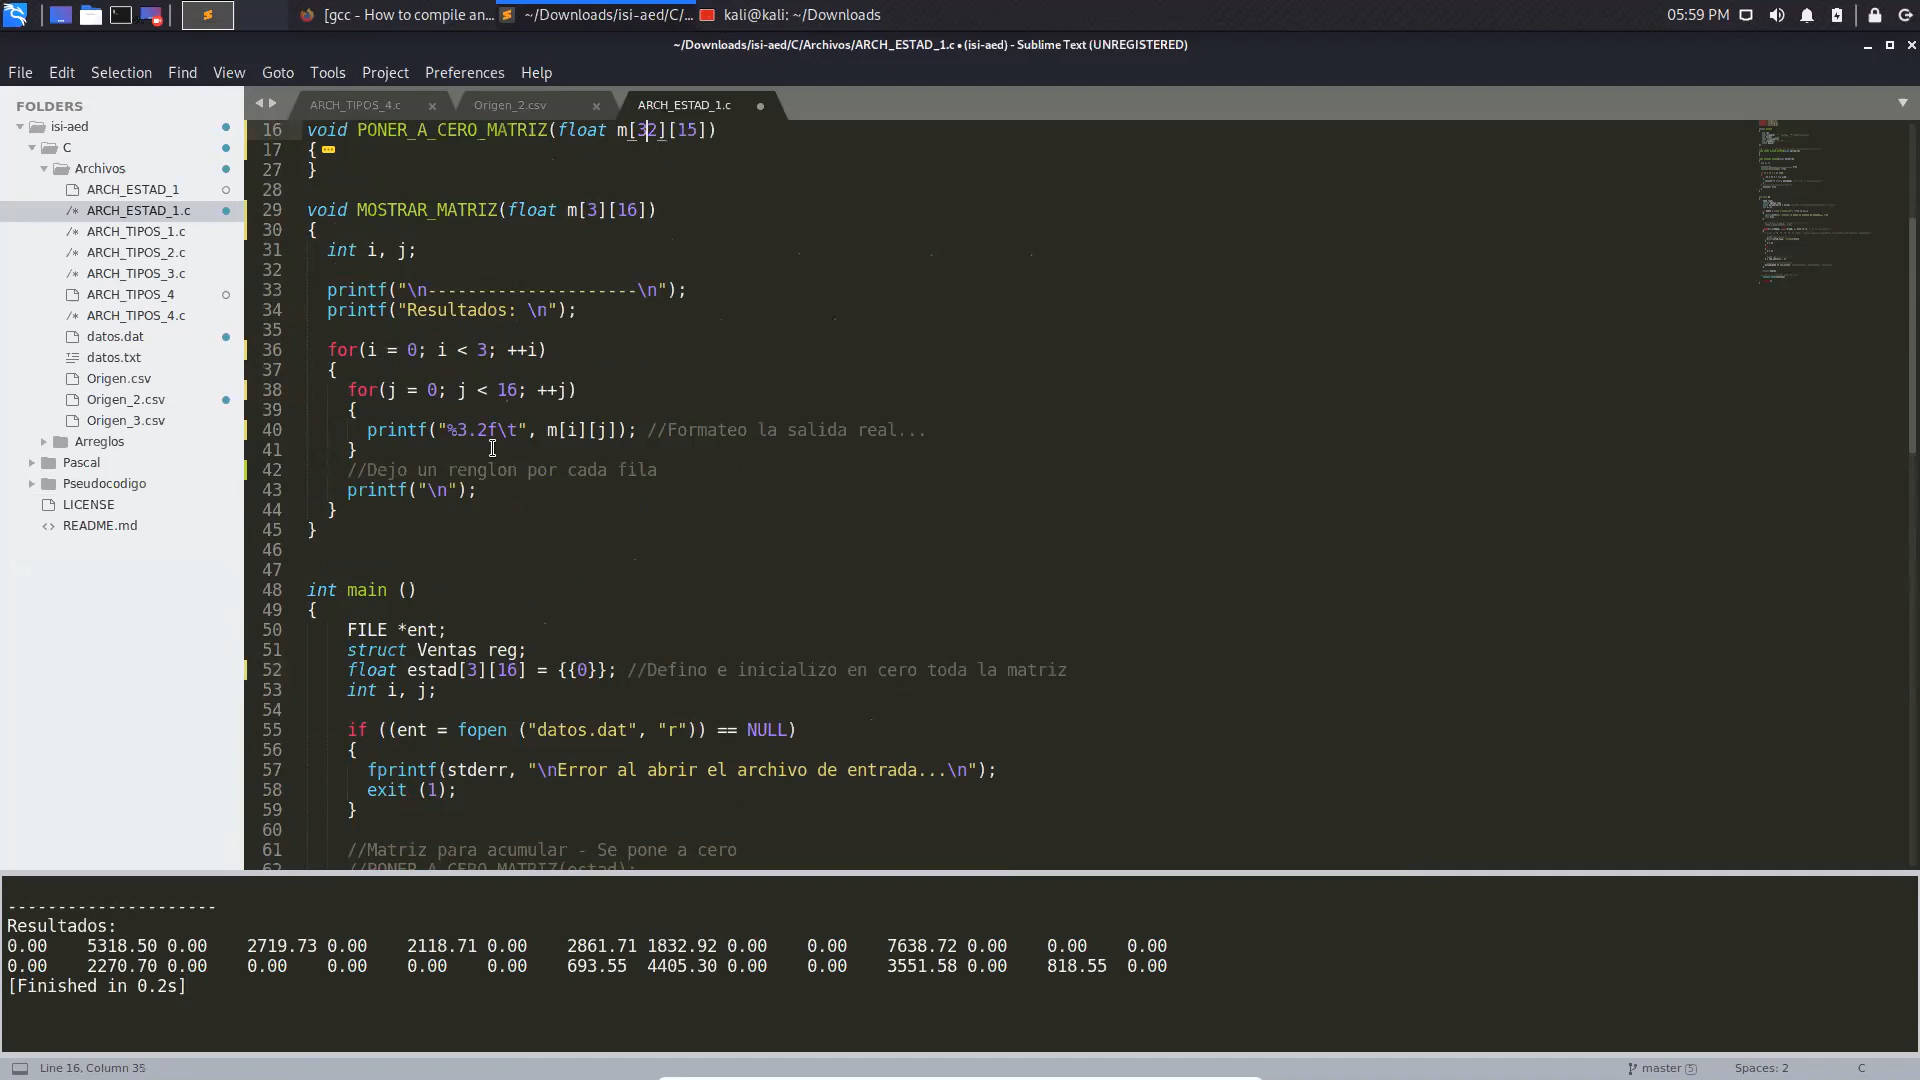 [gcc - How to compile an... ~/Downloads/isi-aed/C/... kali@kali: ~/Downloads 05:59 PM
~/Downloads/isi-aed/C/Archivos/ARCH_ESTAD_1.c • (isi-aed) - Sublime Text (UNREGISTERED)
File Edit Selection Find View Goto Tools Project Preferences Help
FOLDERS
isi-aed
C
Archivos
ARCH_ESTAD_1
/* ARCH_ESTAD_1.c
/* ARCH_TIPOS_1.c
/* ARCH_TIPOS_2.c
/* ARCH_TIPOS_3.c
ARCH_TIPOS_4
/* ARCH_TIPOS_4.c
datos.dat
datos.txt
Origen.csv
Origen_2.csv
Origen_3.csv
Arreglos
Pascal
Pseudocodigo
LICENSE
<> README.md
ARCH_TIPOS_4.c Origen_2.csv ARCH_ESTAD_1.c
16 void PONER_A_CERO_MATRIZ(float m[32][15])
17 {
27 }
28
29 void MOSTRAR_MATRIZ(float m[3][16])
30 {
31 int i, j;
32
33 printf("\n---------------------\n");
34 printf("Resultados: \n");
35
36 for(i = 0; i < 3; ++i)
37 {
38 for(j = 0; j < 16; ++j)
39 {
40 printf("%3.2f\t", m[i][j]); //Formateo la salida real...
41 }
42 //Dejo un renglon por cada fila
43 printf("\n");
44 }
45 }
46
47
48 int main ()
49 {
50 FILE *ent;
51 struct Ventas reg;
52 float estad[3][16] = {{0}}; //Defino e inicializo en cero toda la matriz
53 int i, j;
54
55 if ((ent = fopen ("datos.dat", "r")) == NULL)
56 {
57 fprintf(stderr, "\nError al abrir el archivo de entrada...\n");
58 exit (1);
59 }
60
61 //Matriz para acumular - Se pone a cero
62 //PONER_A_CERO_MATRIZ(estad);
---------------------
Resultados:
0.00 5318.50 0.00 2719.73 0.00 2118.71 0.00 2861.71 1832.92 0.00 0.00 7638.72 0.00 0.00 0.00
0.00 2270.70 0.00 0.00 0.00 0.00 0.00 693.55 4405.30 0.00 0.00 3551.58 0.00 818.55 0.00
[Finished in 0.2s]
Line 16, Column 35 master 5 Spaces: 2 C